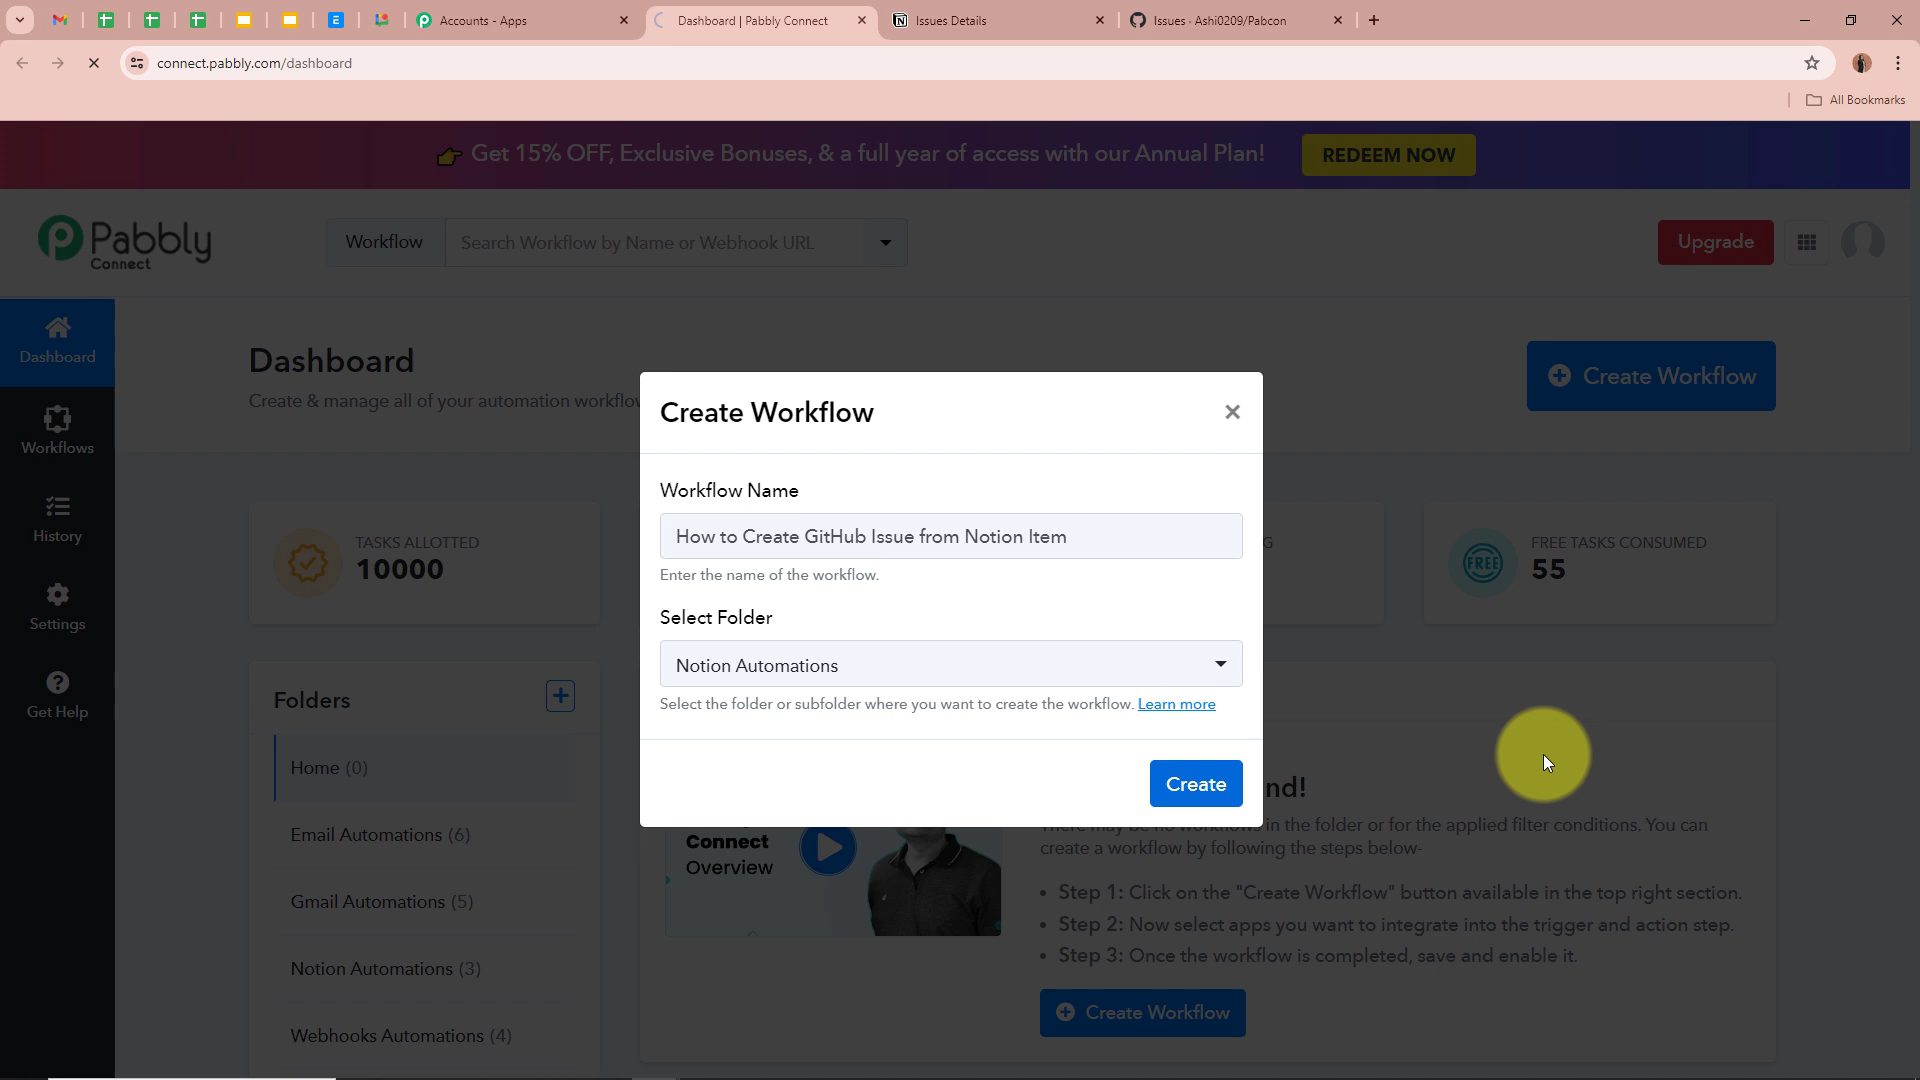 Accounts - Apps
Dashboard | Pabbly Connect
Issues Details
Issues · Ashi0209/Pabcon
connect.pabbly.com/dashboard
All Bookmarks
Get 15% OFF, Exclusive Bonuses, & a full year of access with our Annual Plan!
REDEEM NOW
Pabbly
Connect
Workflow
Search Workflow by Name or Webhook URL
Upgrade
Dashboard
Workflows
History
Settings
Get Help
Dashboard
Create & manage all of your automation
Create Workflow
TASKS ALLOTTED
10000
FREE TASKS CONSUMED
FREE
55
Folders
Home (0)
Email Automations (6)
Gmail Automations (5)
Notion Automations (3)
Webhooks Automations (4)
Create Workflow
Workflow Name
How to Create GitHub Issue from Notion Item
Enter the name of the workflow.
Select Folder
Notion Automations
Select the folder or subfolder where you want to create the workflow. Learn more
Create
Connect
Overview
nd!
There may be no workflows in the folder or for the applied filter conditions. You can
create a workflow by following the steps below-
• Step 1: Click on the "Create Workflow" button available in the top right section.
• Step 2: Now select apps you want to integrate into the trigger and action step.
• Step 3: Once the workflow is completed, save and enable it.
Create Workflow